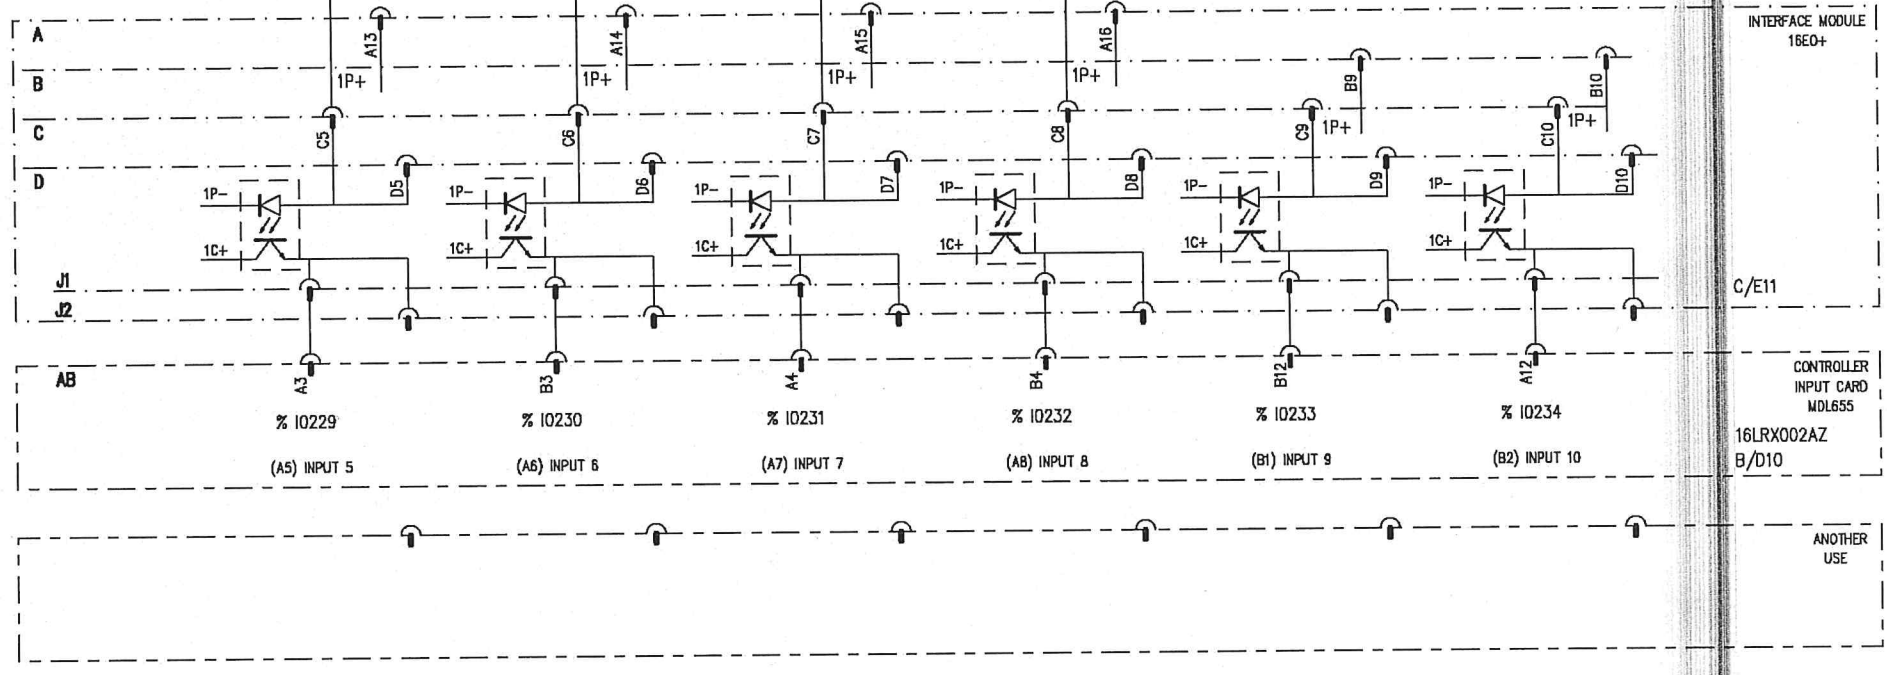 A
A13
A14
A15
A16
INTERFACE MODULE
16E0+
B
1P+
1P+
1P+
1P+
B9
B10
C
C5
C6
C7
C8
C9
1P+
C10
1P+
D
1P-
D5
1P-
D6
1P-
D7
1P-
D8
1P-
D9
1P-
D10
1C+
1C+
1C+
1C+
1C+
1C+
J1
J2
C/E11
AB
A3
B3
A4
B4
B12
A12
CONTROLLER
INPUT CARD
MDL655
% I0229
% I0230
% I0231
% I0232
% I0233
% I0234
16LRX002AZ
B/D10
(A5) INPUT 5
(A6) INPUT 6
(A7) INPUT 7
(A8) INPUT 8
(B1) INPUT 9
(B2) INPUT 10
ANOTHER
USE